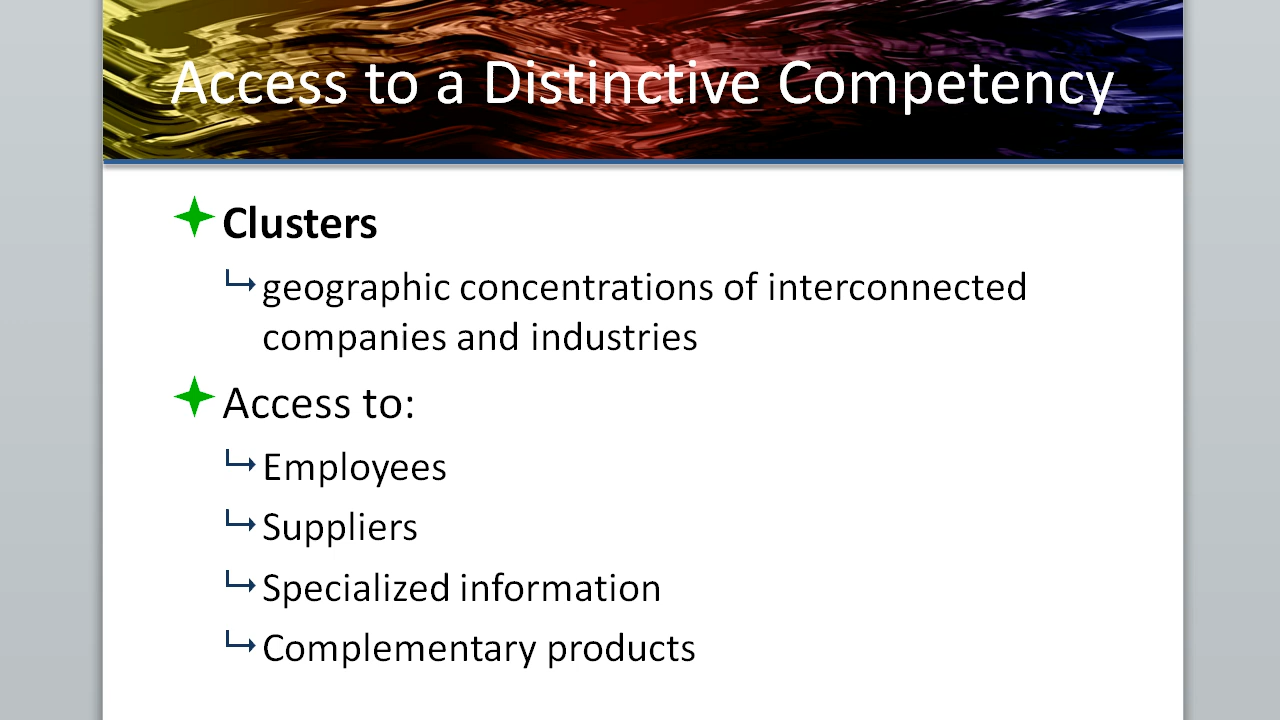 Access to a Distinctive Competency
Clusters
geographic concentrations of interconnected
companies and industries
Access to:
Employees
Suppliers
Specialized information
Complementary products